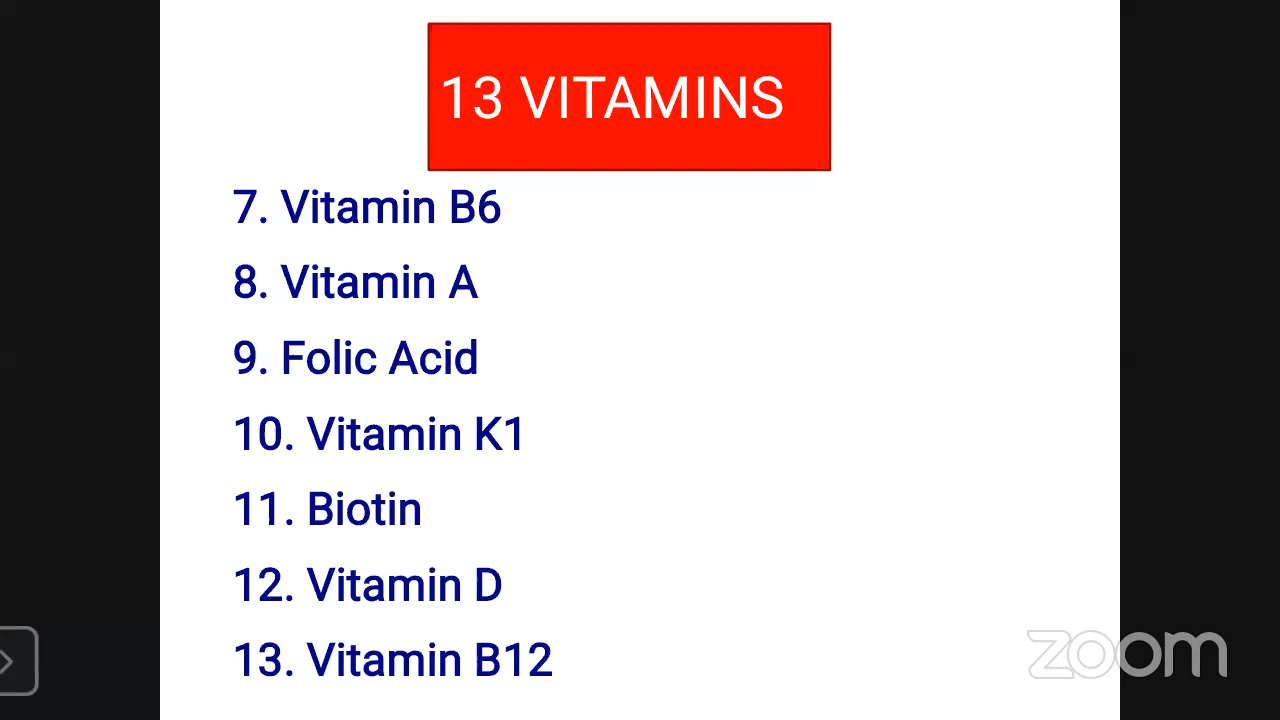 13 VITAMINS
7. Vitamin B6
8. Vitamin A
9. Folic Acid
10. Vitamin K1
11. Biotin
12. Vitamin D
13. Vitamin B12
zoom